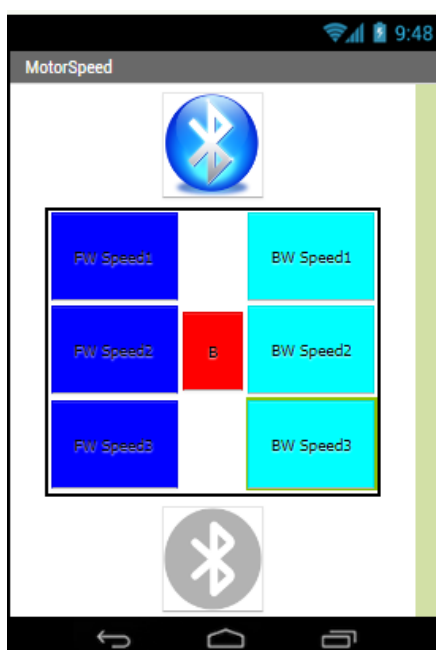 9:48
MotorSpeed
FW Speed1
BW Speed1
FW Speed2
B
BW Speed2
FW Speed3
BW Speed3